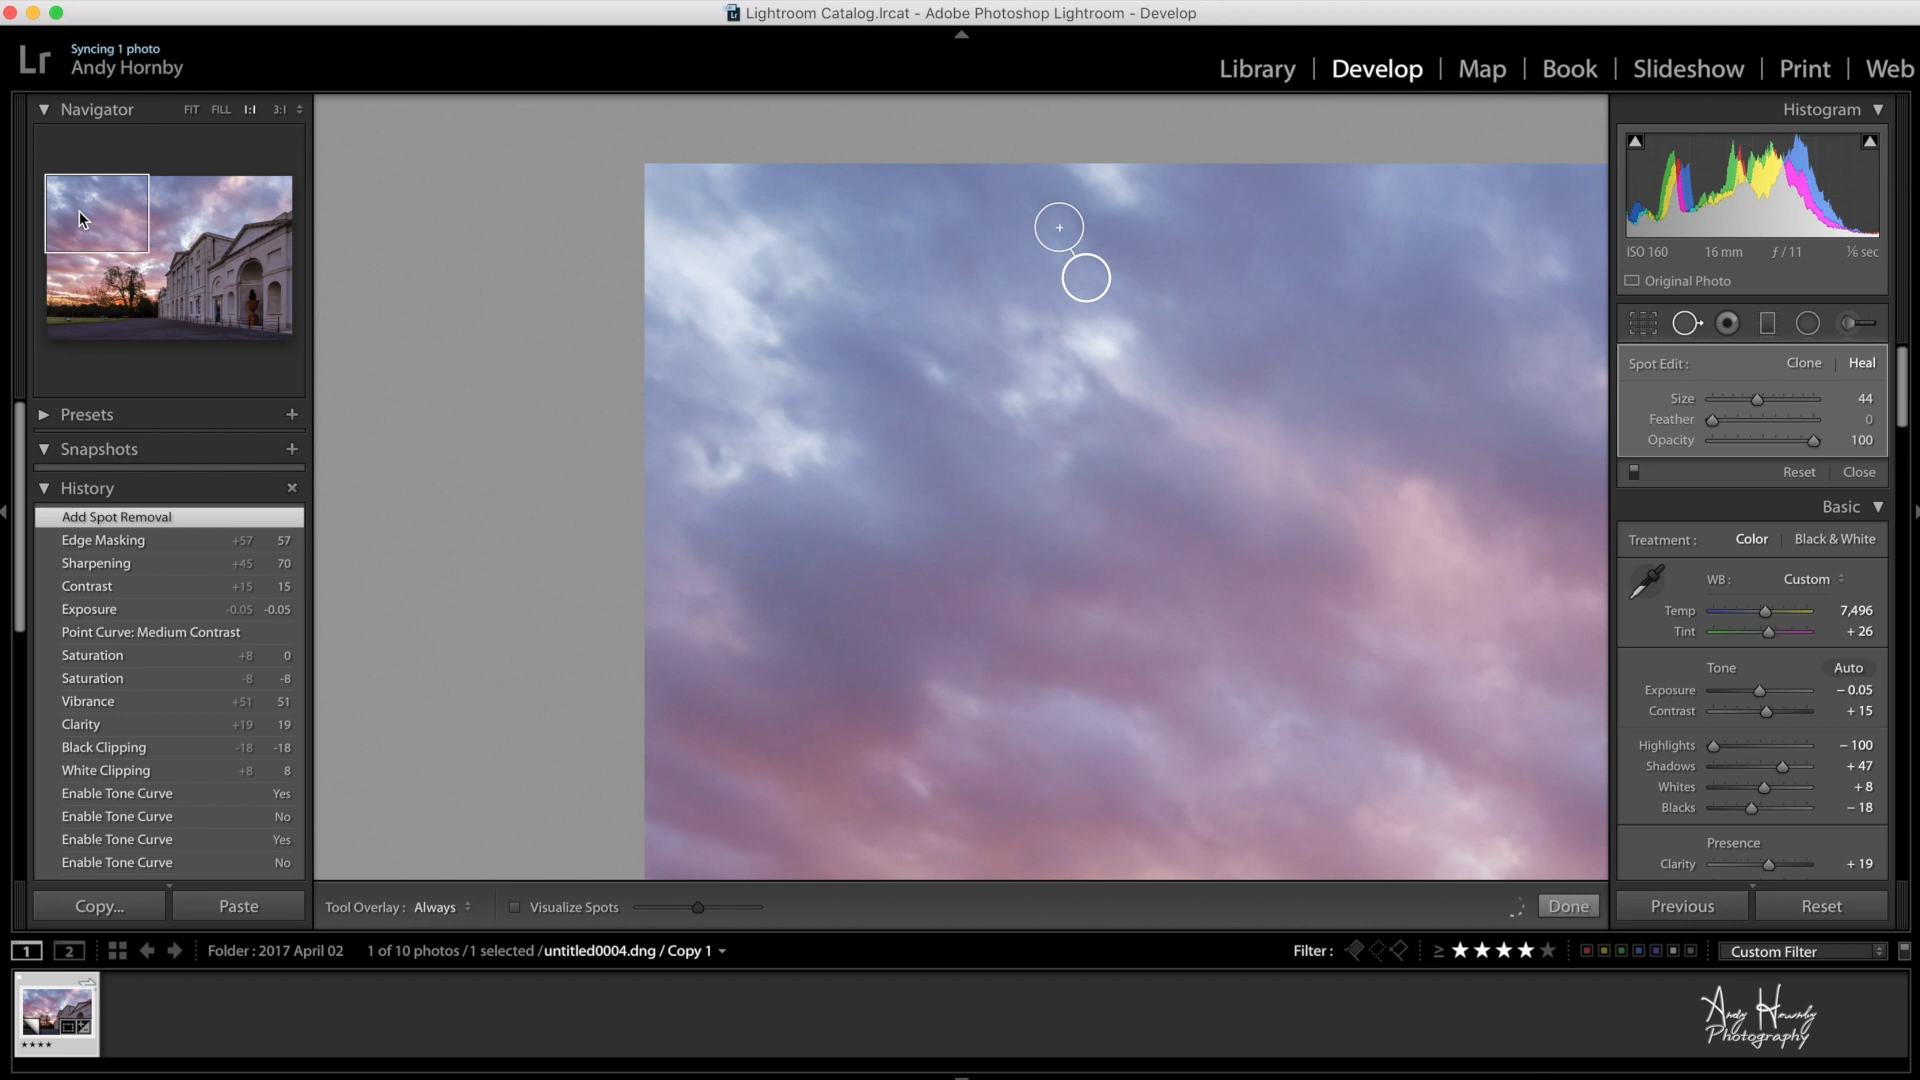 Lightroom Catalog.lrcat - Adobe Photoshop Lightroom - Develop
Lr
Syncing 1 photo
Andy Hornby
Library | Develop | Map | Book | Slideshow | Print | Web
Navigator FIT FILL 1:1 3:1
Presets +
Snapshots +
History ×
Add Spot Removal
Edge Masking +57 57
Sharpening +45 70
Contrast +15 15
Exposure -0.05 -0.05
Point Curve: Medium Contrast
Saturation +8 0
Saturation -8 -8
Vibrance +51 51
Clarity +19 19
Black Clipping -18 -18
White Clipping +8 8
Enable Tone Curve Yes
Enable Tone Curve No
Enable Tone Curve Yes
Enable Tone Curve No
Copy... Paste
Tool Overlay : Always Visualize Spots Done
Histogram
ISO 160 16 mm ƒ / 11 ⅙ sec
Original Photo
Spot Edit : Clone | Heal
Size 44
Feather 0
Opacity 100
Reset | Close
Basic
Treatment : Color | Black & White
WB : Custom
Temp 7,496
Tint + 26
Tone Auto
Exposure – 0.05
Contrast + 15
Highlights – 100
Shadows + 47
Whites + 8
Blacks – 18
Presence
Clarity + 19
Previous Reset
1 2 Folder : 2017 April 02 1 of 10 photos / 1 selected / untitled0004.dng / Copy 1 Filter : ≥ ★★★★★ Custom Filter
★★★★
Andy Hornby
Photography